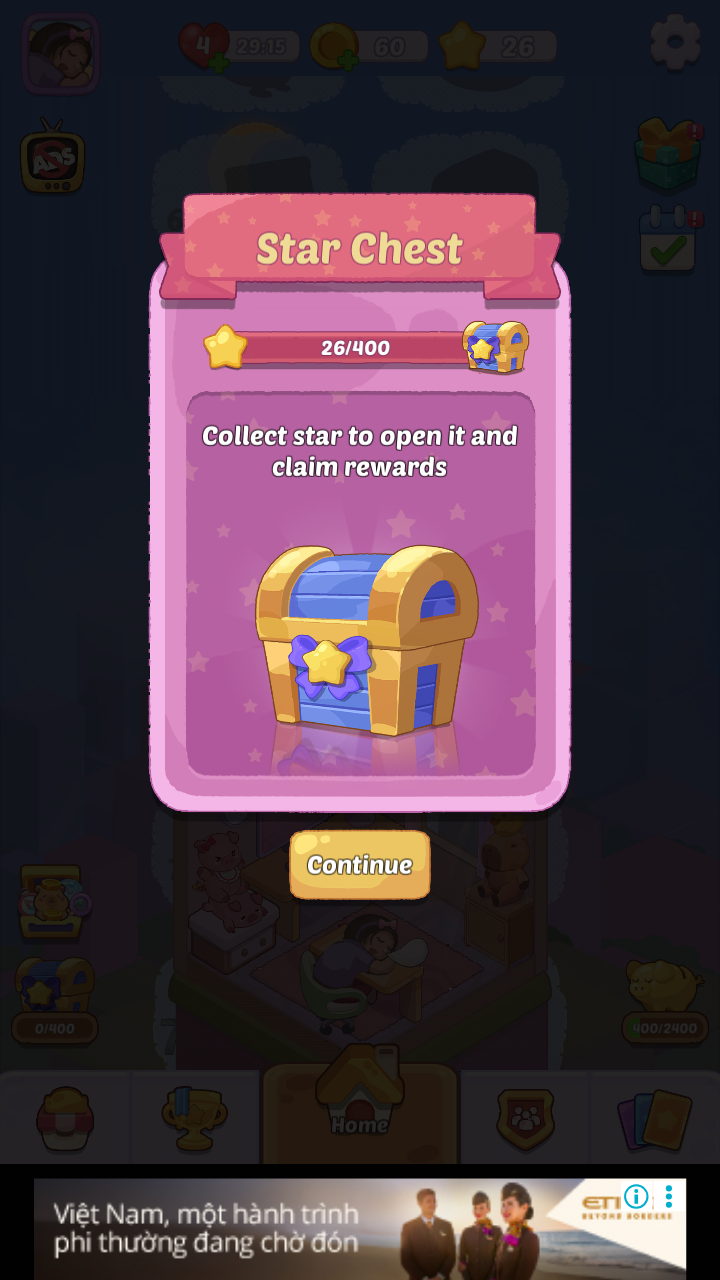 4
29:15
60
26
ADS
!
!
Star Chest
26/400
Collect star to open it and
claim rewards
Continue
0/400
400/2400
Home
Việt Nam, một hành trình
phi thường đang chờ đón
BEYOND BORDERS